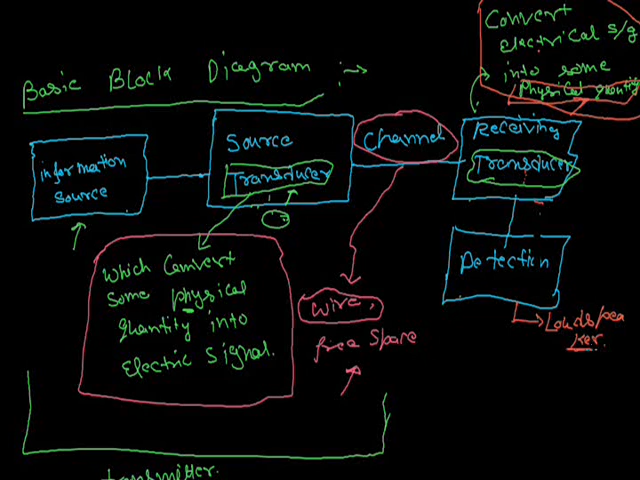 Basic Block Diagram :→
Convert
electrical s/g
into some
Physical quantity
information
source
Source
Transducer
Channel
Receiving
Transducer
Detection
Which Convert
Some physical
quantity into
Electric Signal.
Wire,
free Space
Loudspea
ker.
transmitter.